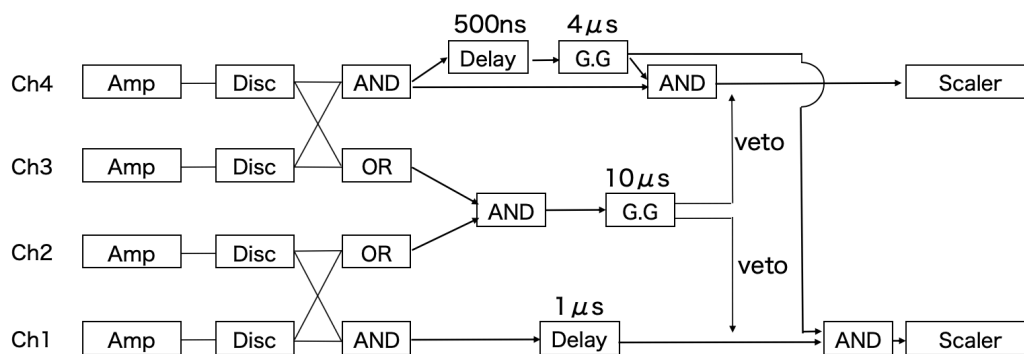 500ns 4μs
Delay G.G
Ch4 Amp Disc AND AND Scaler
veto
Ch3 Amp Disc OR
10μs
AND G.G
Ch2 Amp Disc OR
veto
1μs
Ch1 Amp Disc AND Delay AND Scaler